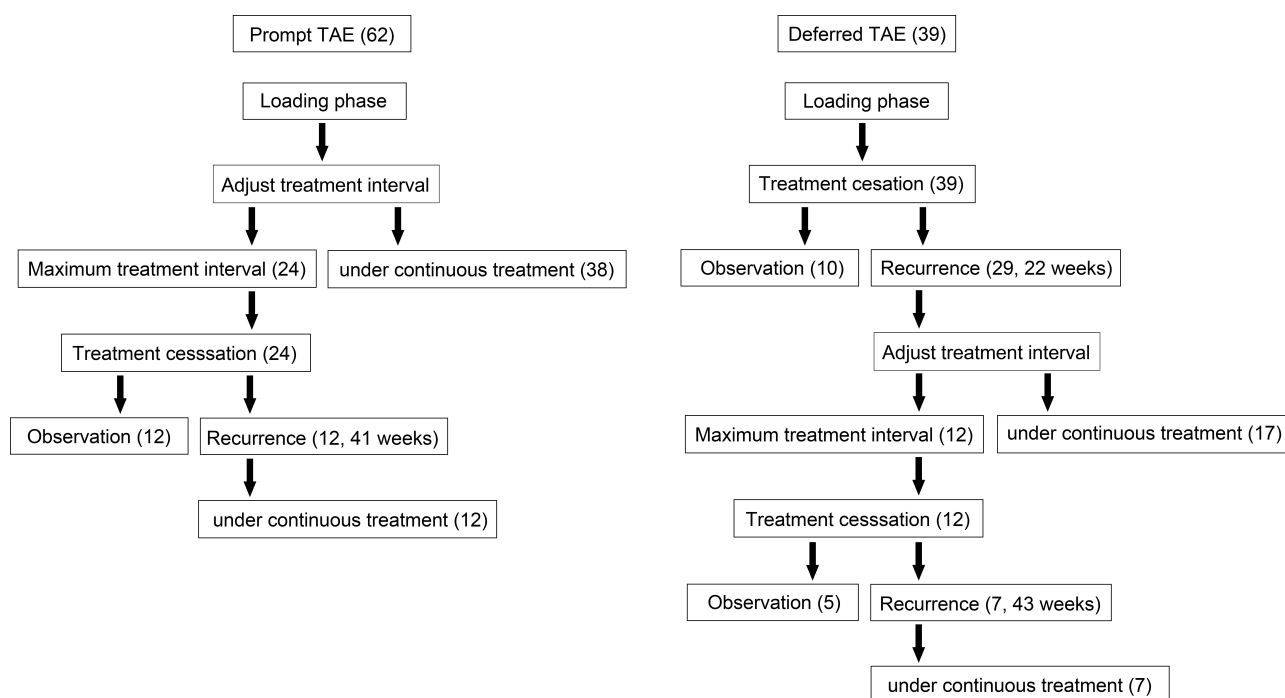 Prompt TAE (62)
Loading phase
Adjust treatment interval
Maximum treatment interval (24)
under continuous treatment (38)
Treatment cesssation (24)
Observation (12)
Recurrence (12, 41 weeks)
under continuous treatment (12)
Deferred TAE (39)
Loading phase
Treatment cesation (39)
Observation (10)
Recurrence (29, 22 weeks)
Adjust treatment interval
Maximum treatment interval (12)
under continuous treatment (17)
Treatment cesssation (12)
Observation (5)
Recurrence (7, 43 weeks)
under continuous treatment (7)